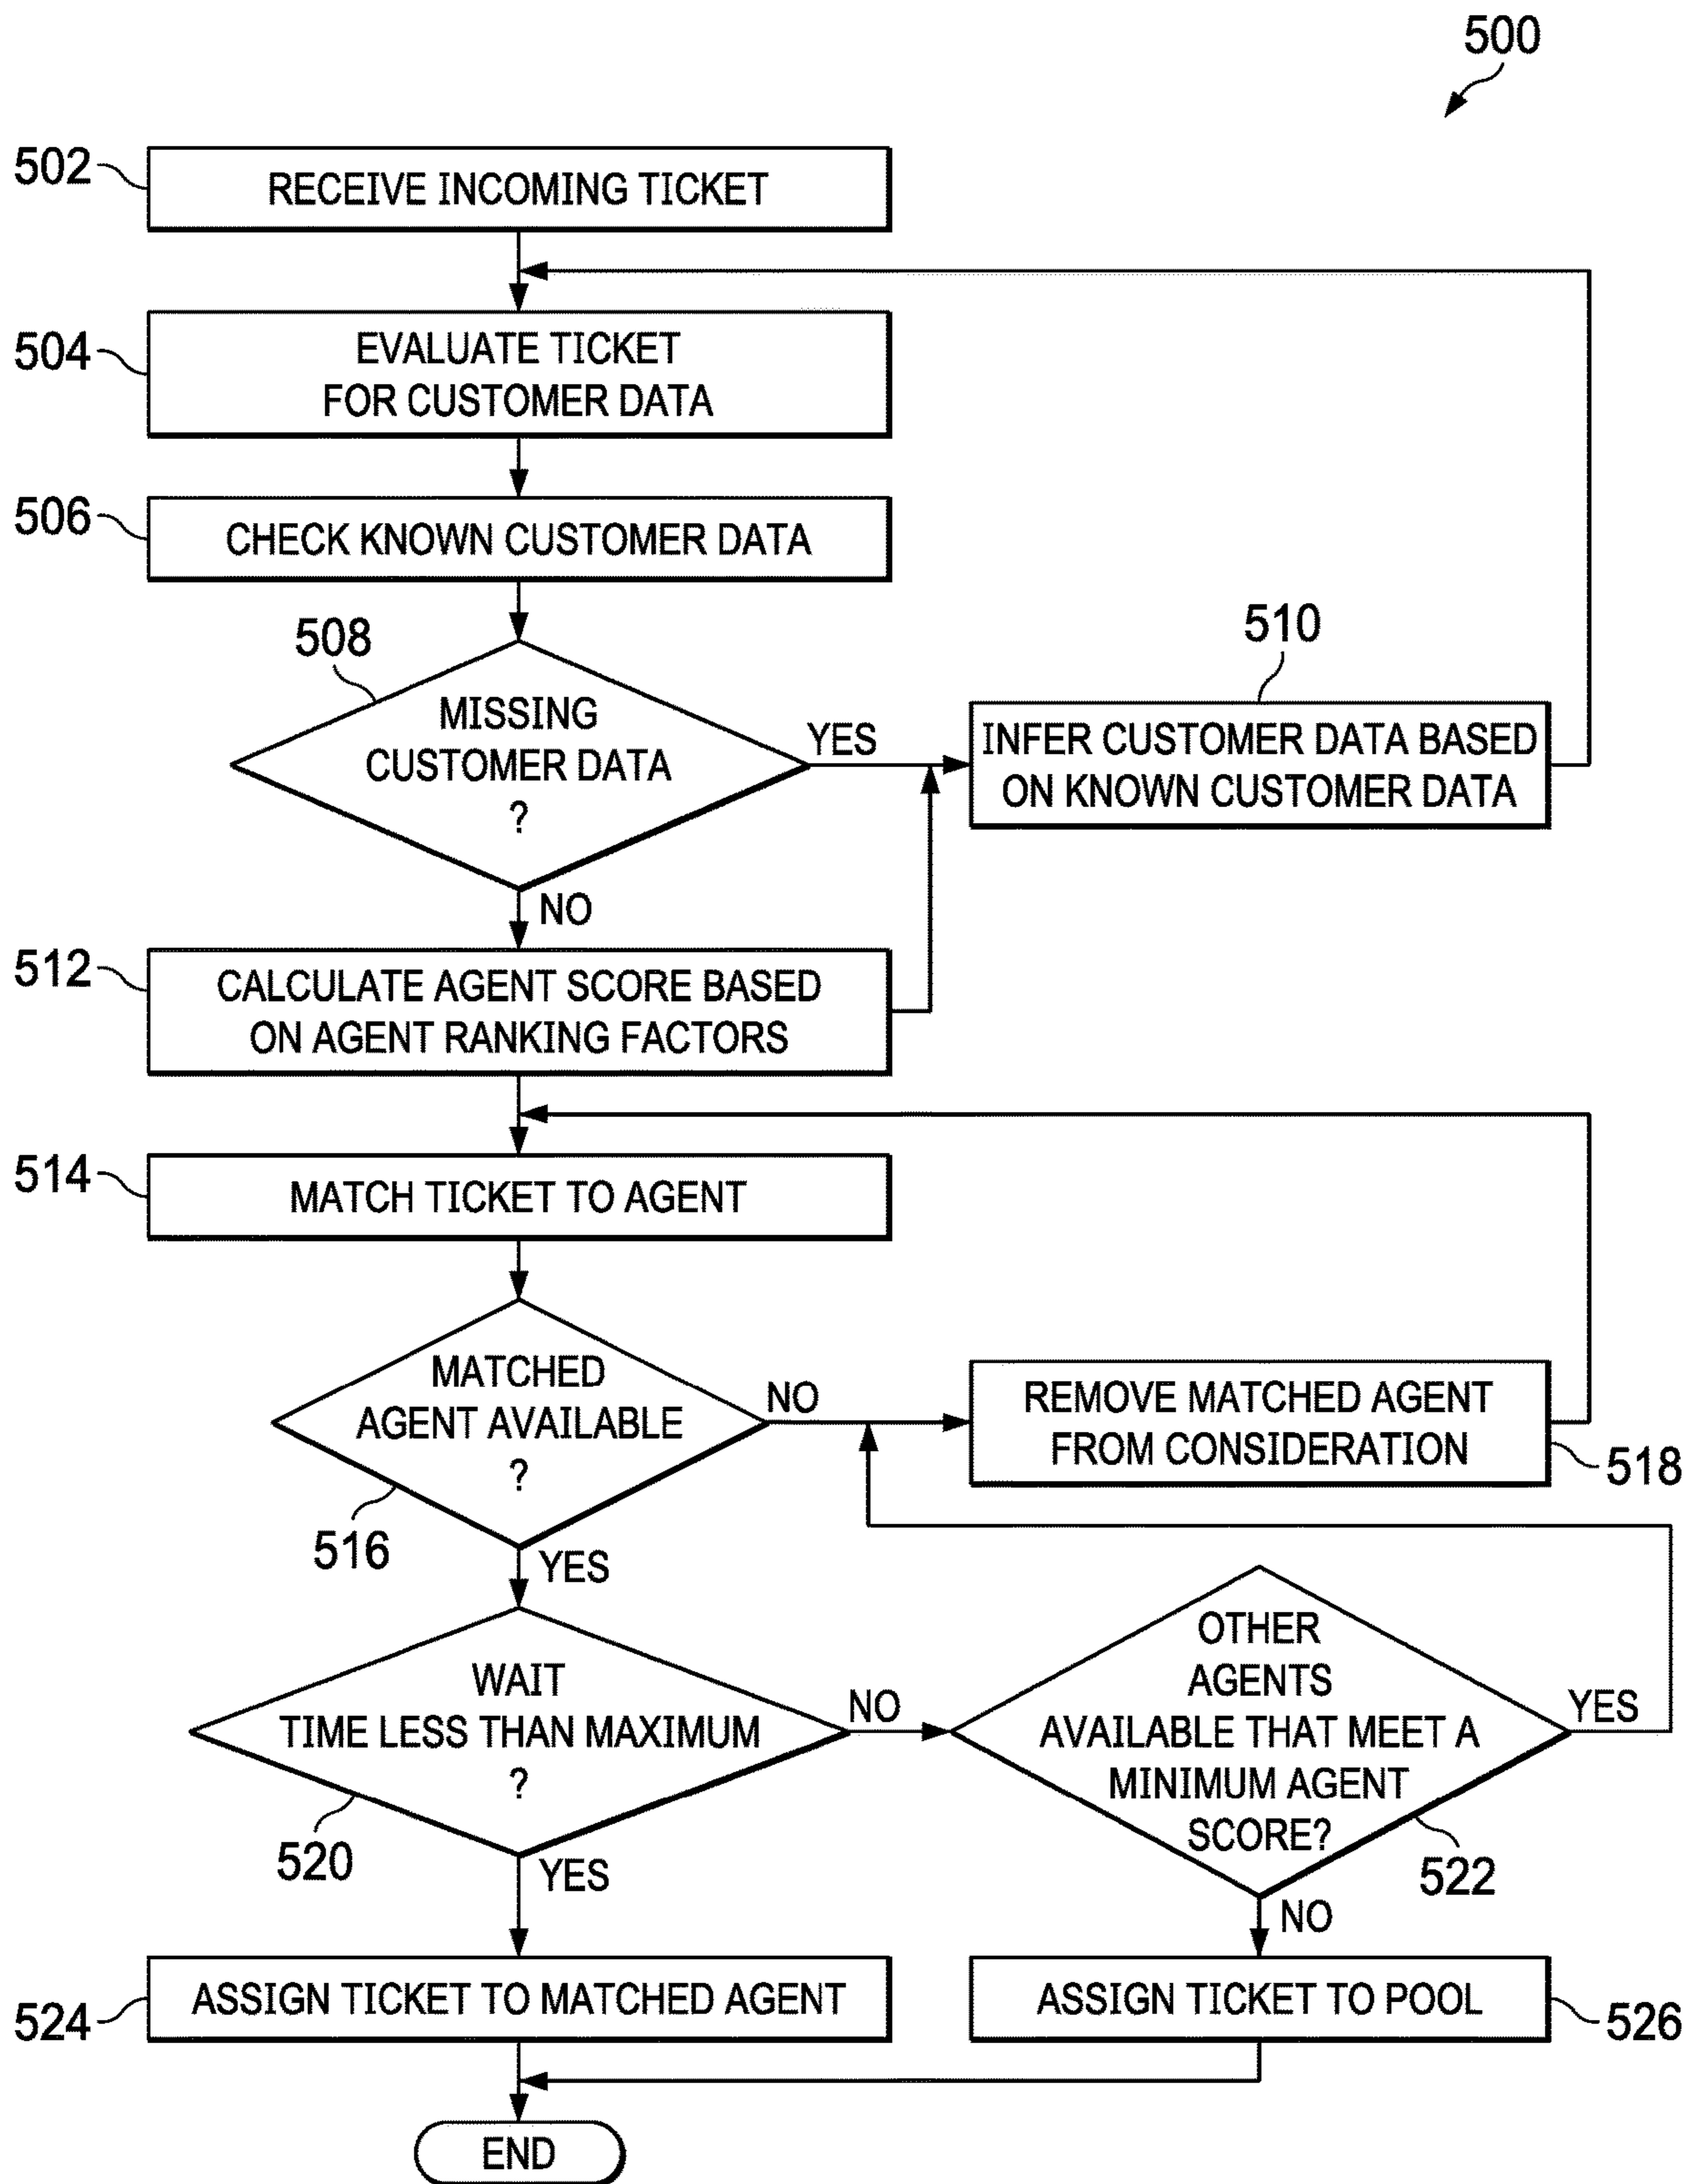 500
502
RECEIVE INCOMING TICKET
504
EVALUATE TICKET
FOR CUSTOMER DATA
506
CHECK KNOWN CUSTOMER DATA
508
MISSING
CUSTOMER DATA
?
YES
510
INFER CUSTOMER DATA BASED
ON KNOWN CUSTOMER DATA
NO
512
CALCULATE AGENT SCORE BASED
ON AGENT RANKING FACTORS
514
MATCH TICKET TO AGENT
MATCHED
AGENT AVAILABLE
?
516
NO
REMOVE MATCHED AGENT
FROM CONSIDERATION
518
YES
WAIT
TIME LESS THAN MAXIMUM
?
520
NO
OTHER
AGENTS
AVAILABLE THAT MEET A
MINIMUM AGENT
SCORE?
522
YES
YES
NO
524
ASSIGN TICKET TO MATCHED AGENT
ASSIGN TICKET TO POOL
526
END